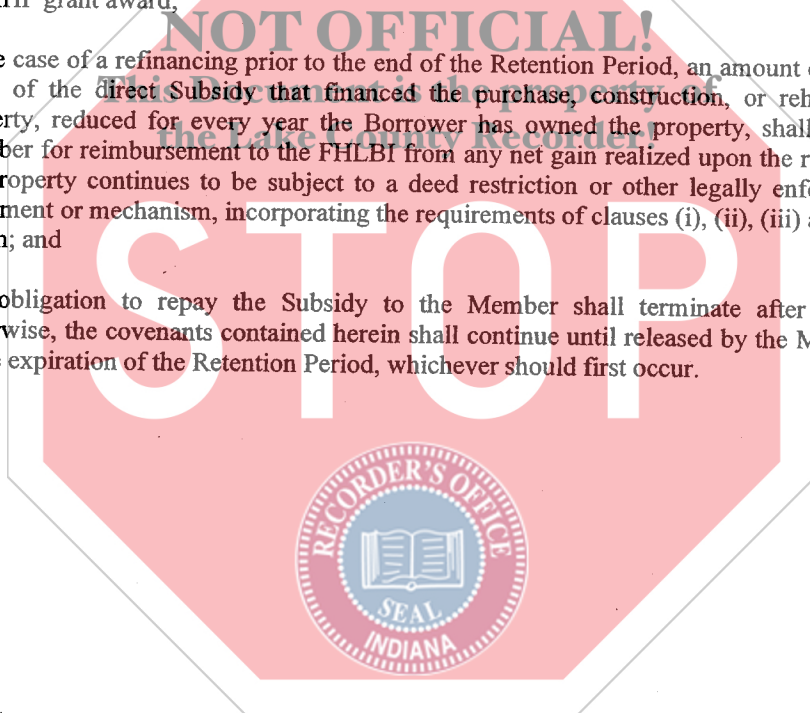 grant award,
NOT OFFICIAL!
e case of a refinancing prior to the end of the Retention Period, an amount
of the direct Subsidy that financed the purchase, construction, or reh
This Document is the property of
erty, reduced for every year the Borrower has owned the property, shall
the Lake County Recorder!
ber for reimbursement to the FHLBI from any net gain realized upon the r
roperty continues to be subject to a deed restriction or other legally enfo
ment or mechanism, incorporating the requirements of clauses (i), (ii), (iii)
n; and
STOP
obligation to repay the Subsidy to the Member shall terminate after
rwise, the covenants contained herein shall continue until released by the M
expiration of the Retention Period, whichever should first occur.
RECORDER'S OFFICE
SEAL
INDIANA